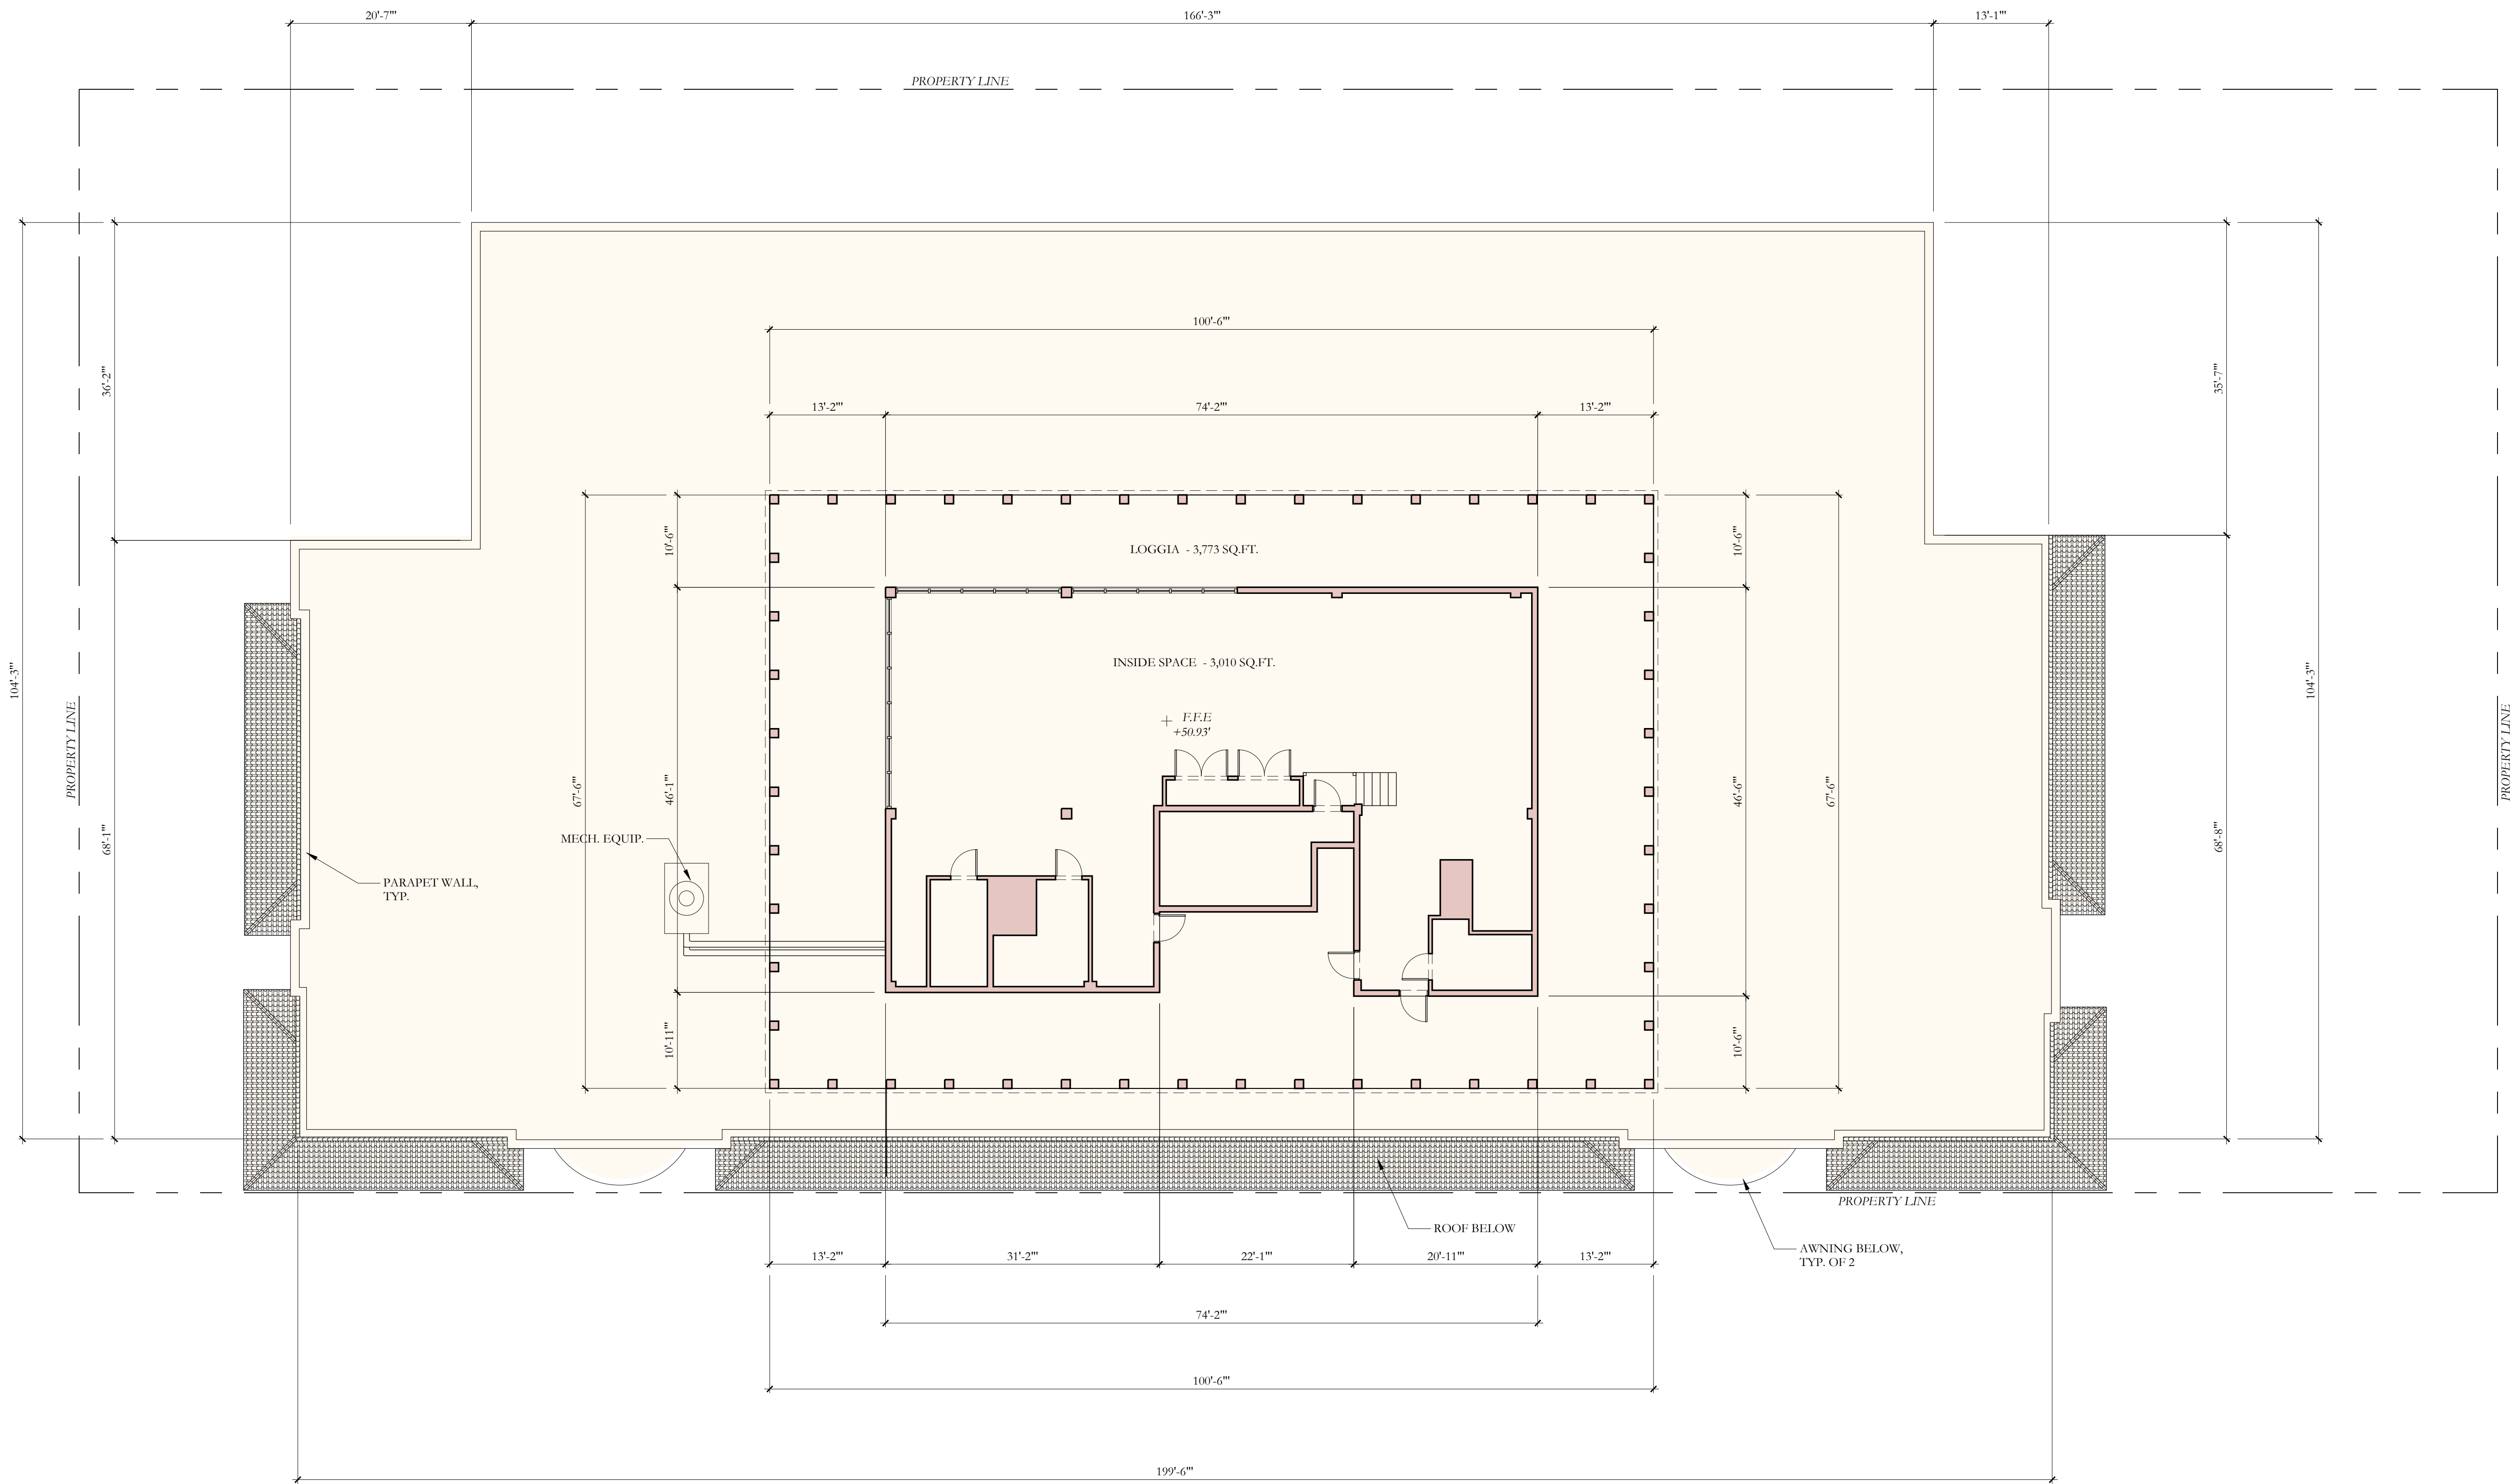 20'-7"'
166'-3"'
13'-1"'
PROPERTY LINE
100'-6"'
13'-2"'
74'-2"'
13'-2"'
36'-2"'
35'-7"'
10'-6"'
10'-6"'
LOGGIA - 3,773 SQ.FT.
INSIDE SPACE - 3,010 SQ.FT.
F.F.E
+50.93'
104'-3"'
104'-3"'
PROPERTY LINE
PROPERTY LINE
67'-6"'
46'-1"'
46'-6"'
67'-6"'
68'-1"'
68'-8"'
MECH. EQUIP.
PARAPET WALL,
TYP.
10'-11"'
10'-6"'
PROPERTY LINE
ROOF BELOW
AWNING BELOW,
TYP. OF 2
13'-2"'
31'-2"'
22'-1"'
20'-11"'
13'-2"'
74'-2"'
100'-6"'
199'-6"'